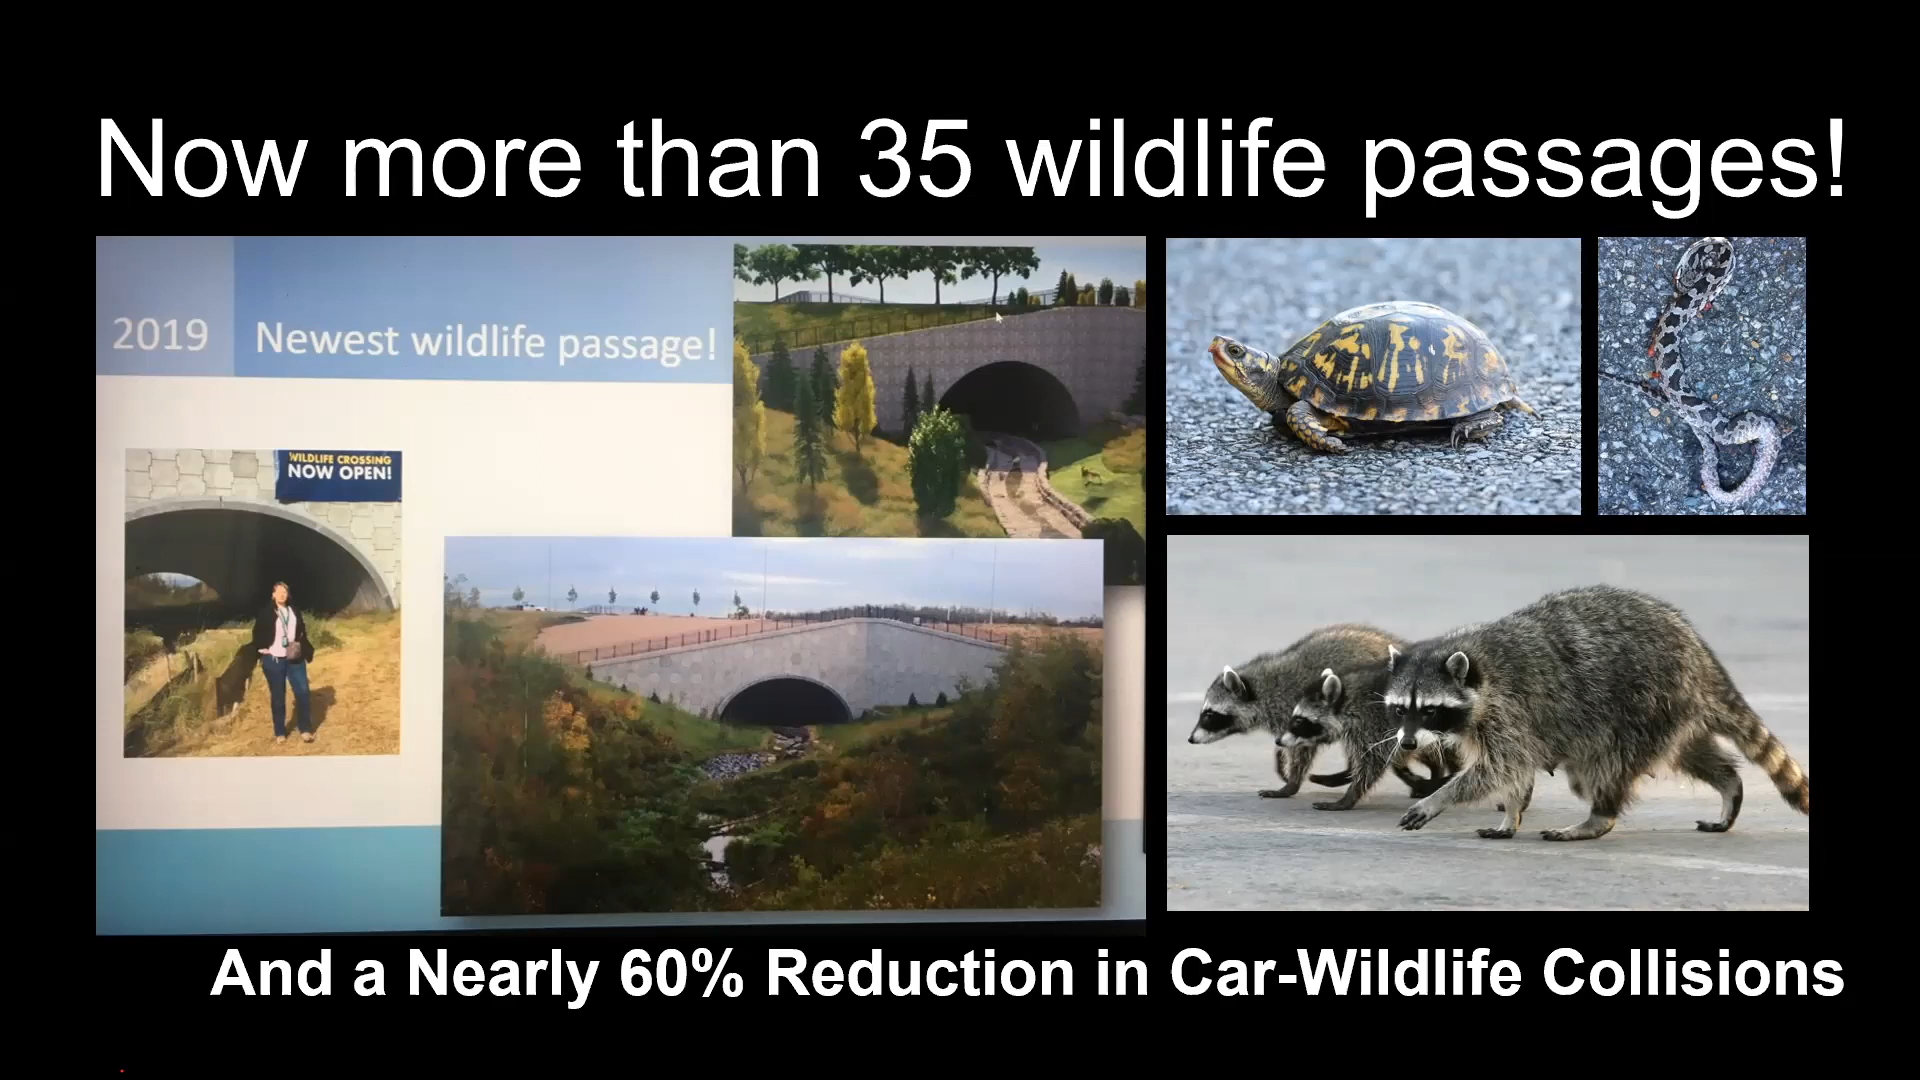 Now more than 35 wildlife passages!
2019
Newest wildlife passage!
WILDLIFE CROSSING
NOW OPEN!
And a Nearly 60% Reduction in Car-Wildlife Collisions